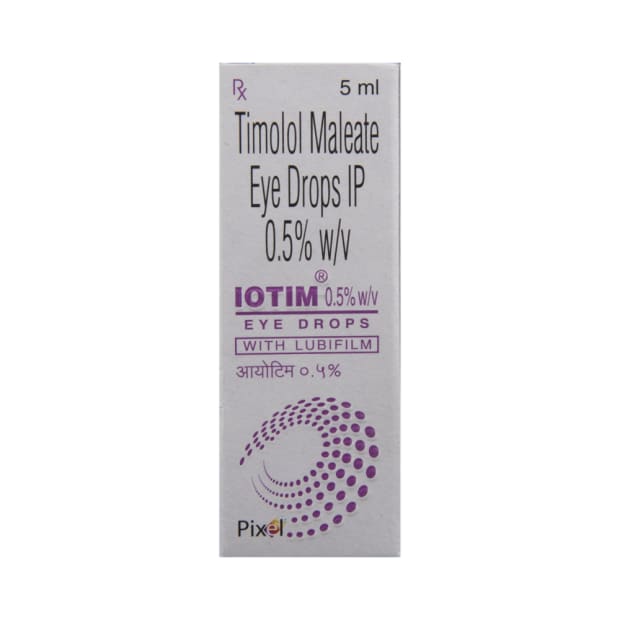 Rx
5 ml
Timolol Maleate
Eye Drops IP
0.5% w/v
IOTIM® 0.5% w/v
EYE DROPS
WITH LUBIFILM
आयोटिम ०.५%
Pixel